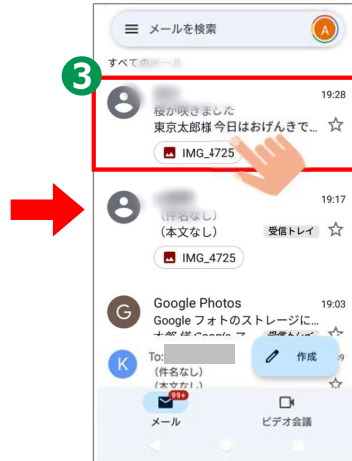 メールを検索
A
すべての
3
19:28
桜が咲きました
東京太郎様 今日はおげんきで…
IMG_4725
19:17
(件名なし)
(本文なし)
受信トレイ
IMG_4725
G
Google Photos
19:03
Google フォトのストレージに…
K
To:
作成
(件名なし)
(本文なし)
99+
メール
ビデオ会議